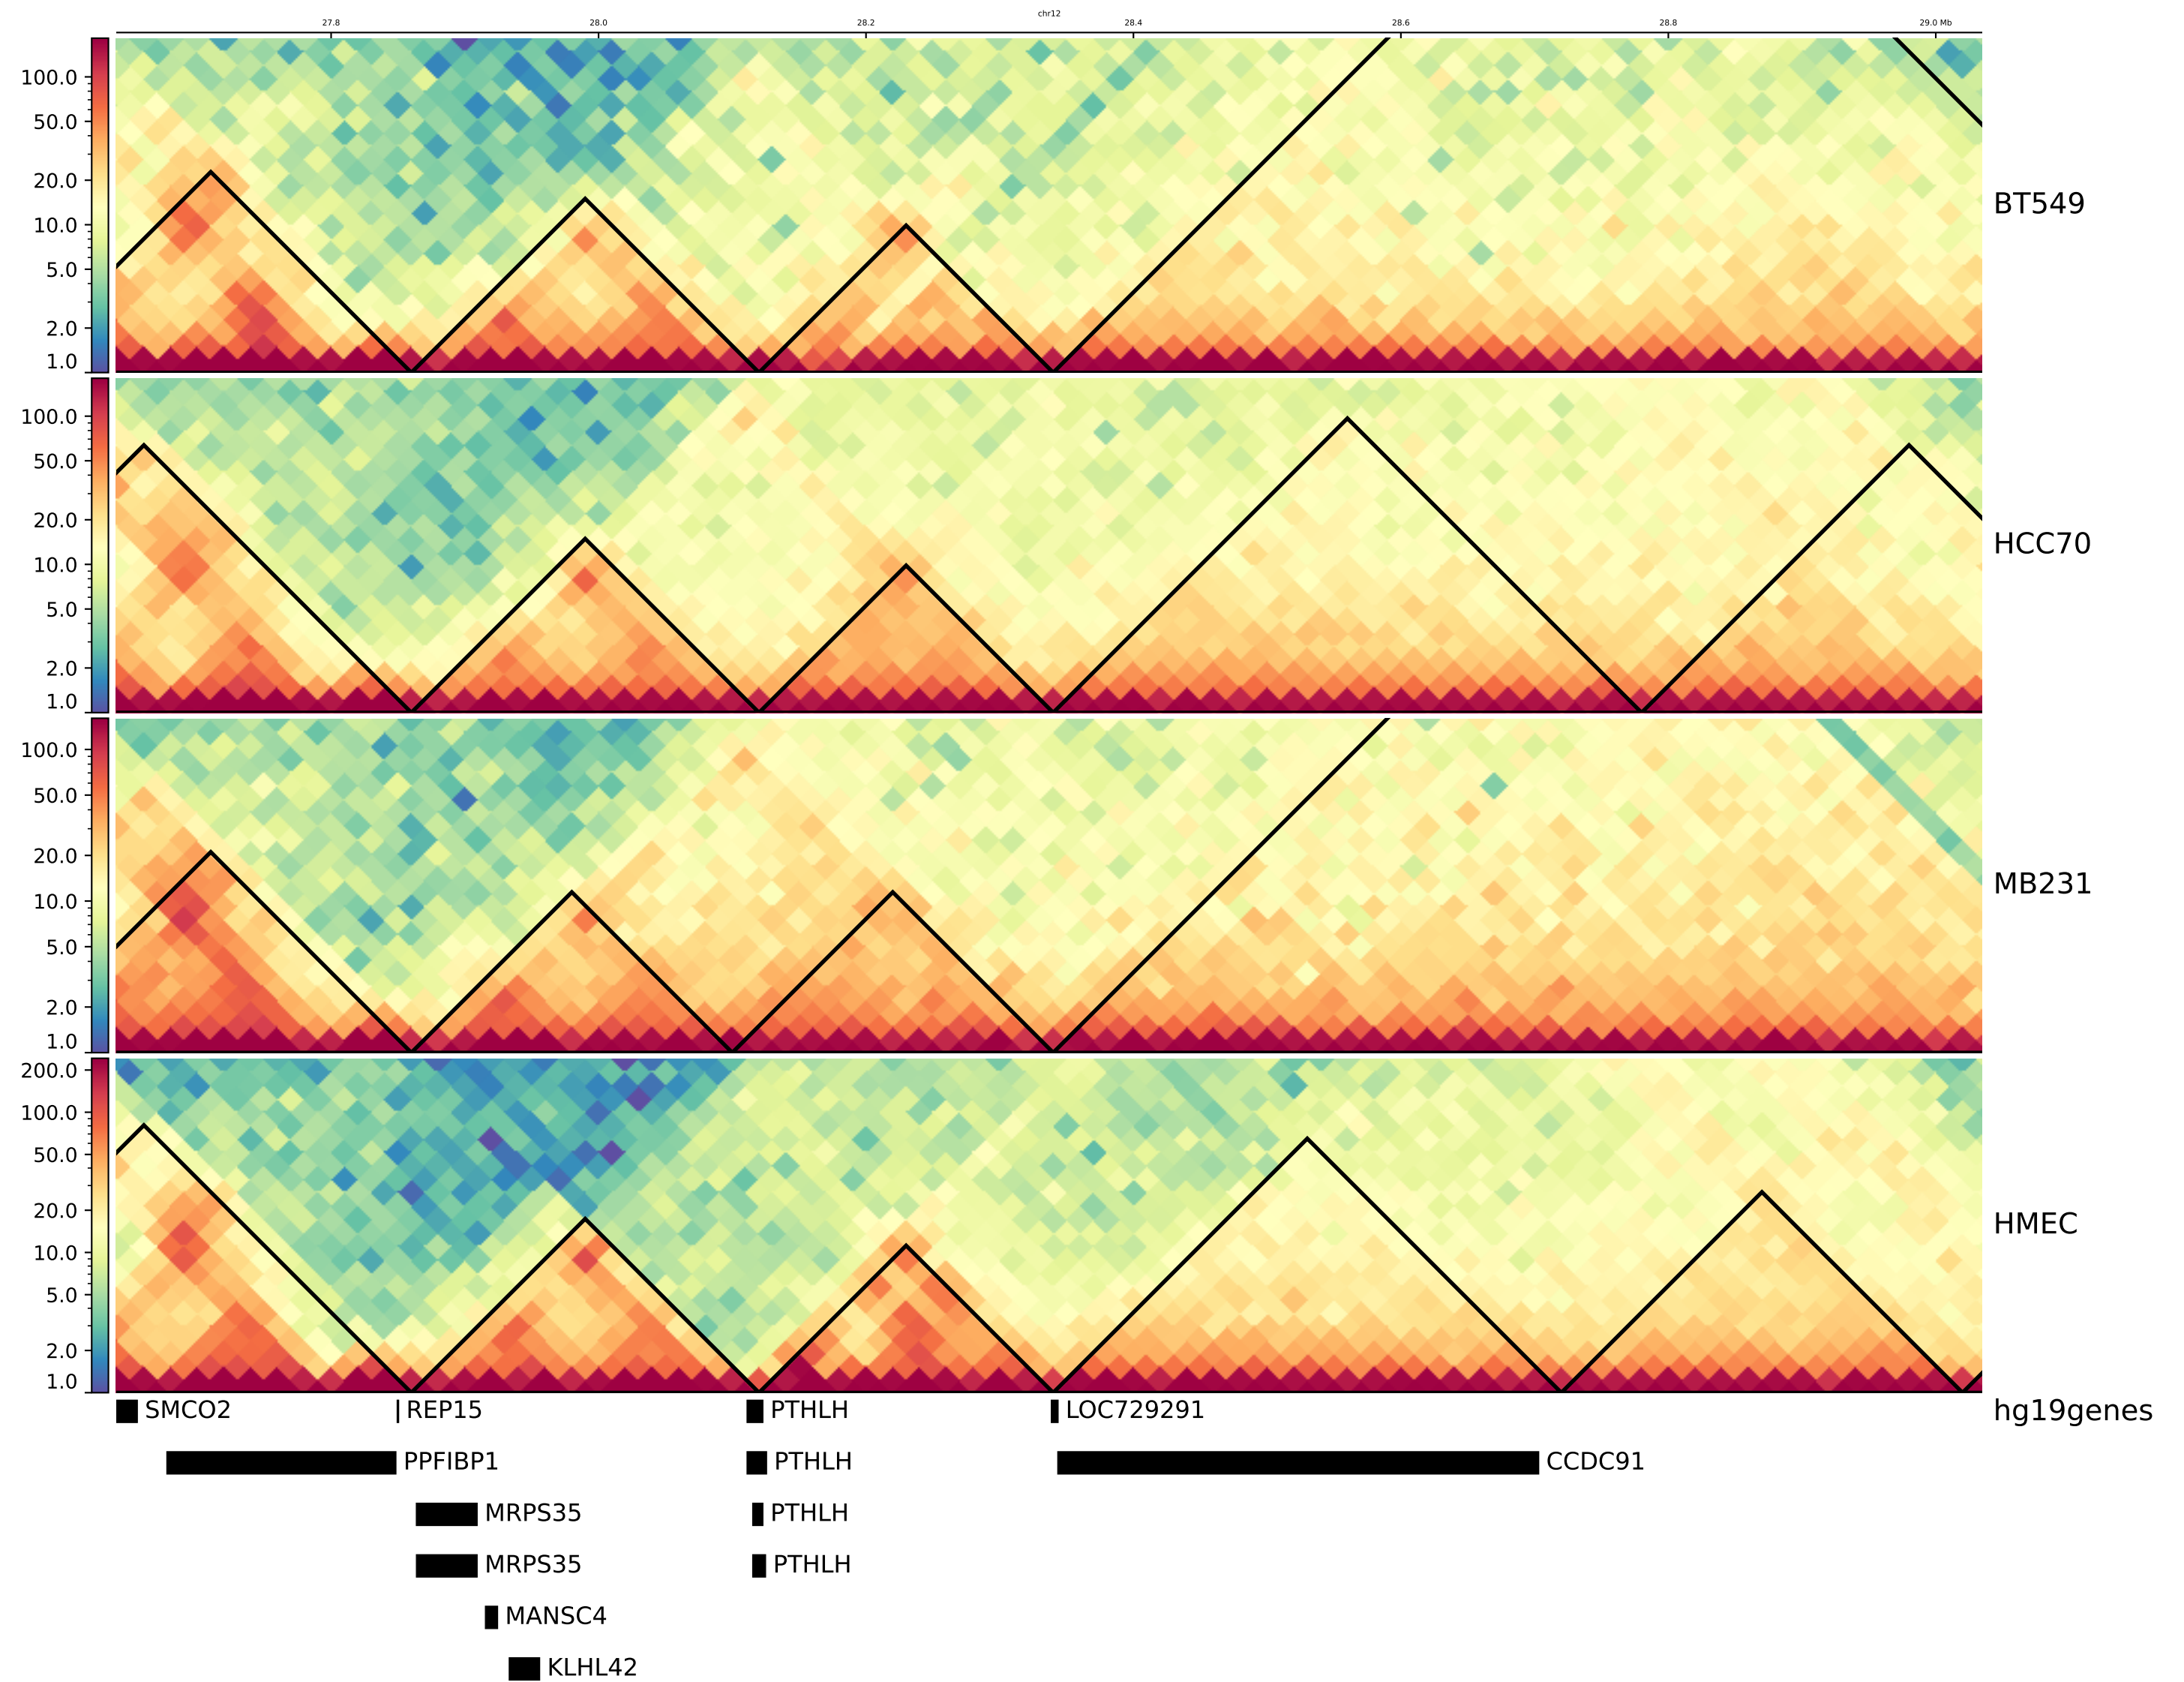 chr12
27.8 28.0 28.2 28.4 28.6 28.8 29.0 Mb
100.0
50.0
20.0
10.0
5.0
2.0
1.0
BT549
100.0
50.0
20.0
10.0
5.0
2.0
1.0
HCC70
100.0
50.0
20.0
10.0
5.0
2.0
1.0
MB231
200.0
100.0
50.0
20.0
10.0
5.0
2.0
1.0
HMEC
SMCO2 REP15 PTHLH LOC729291 hg19genes
PPFIBP1 PTHLH CCDC91
MRPS35 PTHLH
MRPS35 PTHLH
MANSC4
KLHL42